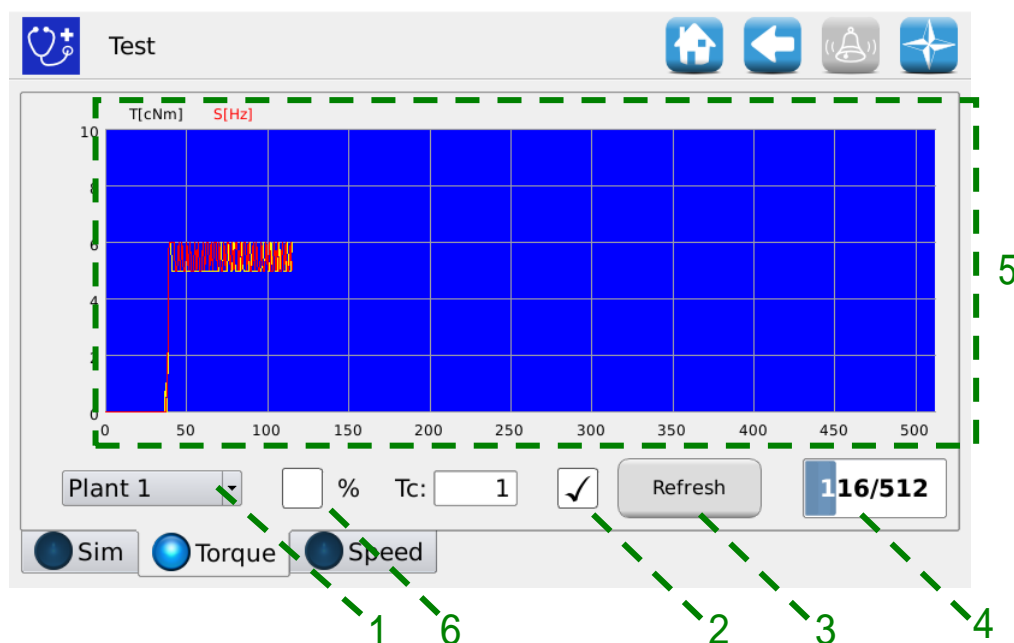 Test
T[cNm] S[Hz]
10
8
6
4
2
0
0 50 100 150 200 250 300 350 400 450 500
5
Plant 1 % Tc: 1 ✓ Refresh 116/512
Sim Torque Speed
1 6 2 3 4